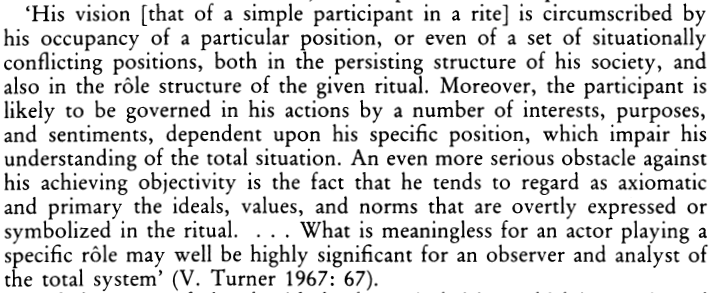 ‘His vision [that of a simple participant in a rite] is circumscribed by
his occupancy of a particular position, or even of a set of situationally
conflicting positions, both in the persisting structure of his society, and
also in the rôle structure of the given ritual. Moreover, the participant is
likely to be governed in his actions by a number of interests, purposes,
and sentiments, dependent upon his specific position, which impair his
understanding of the total situation. An even more serious obstacle against
his achieving objectivity is the fact that he tends to regard as axiomatic
and primary the ideals, values, and norms that are overtly expressed or
symbolized in the ritual. . . . What is meaningless for an actor playing a
specific rôle may well be highly significant for an observer and analyst of
the total system’ (V. Turner 1967: 67).